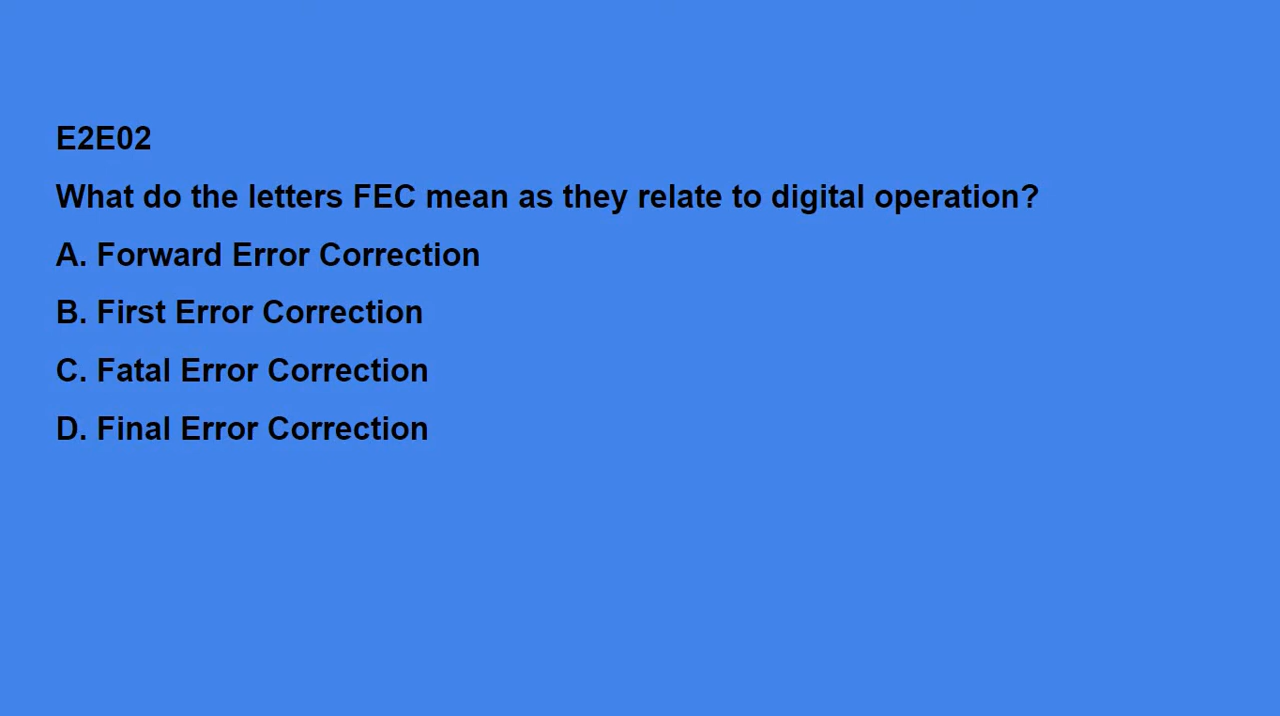 E2E02
What do the letters FEC mean as they relate to digital operation?
A. Forward Error Correction
B. First Error Correction
C. Fatal Error Correction
D. Final Error Correction